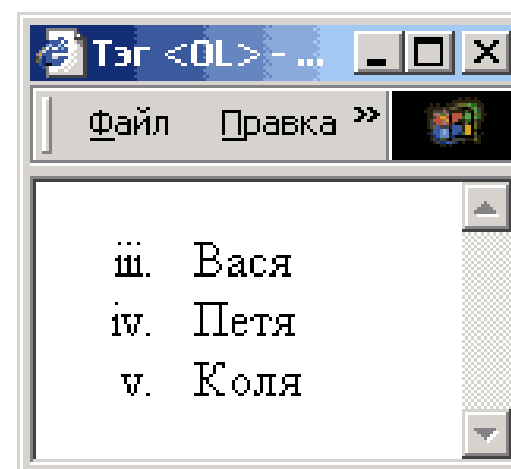 Тэг <OL> - ...
Файл Правка »
iii. Вася
iv. Петя
v. Коля